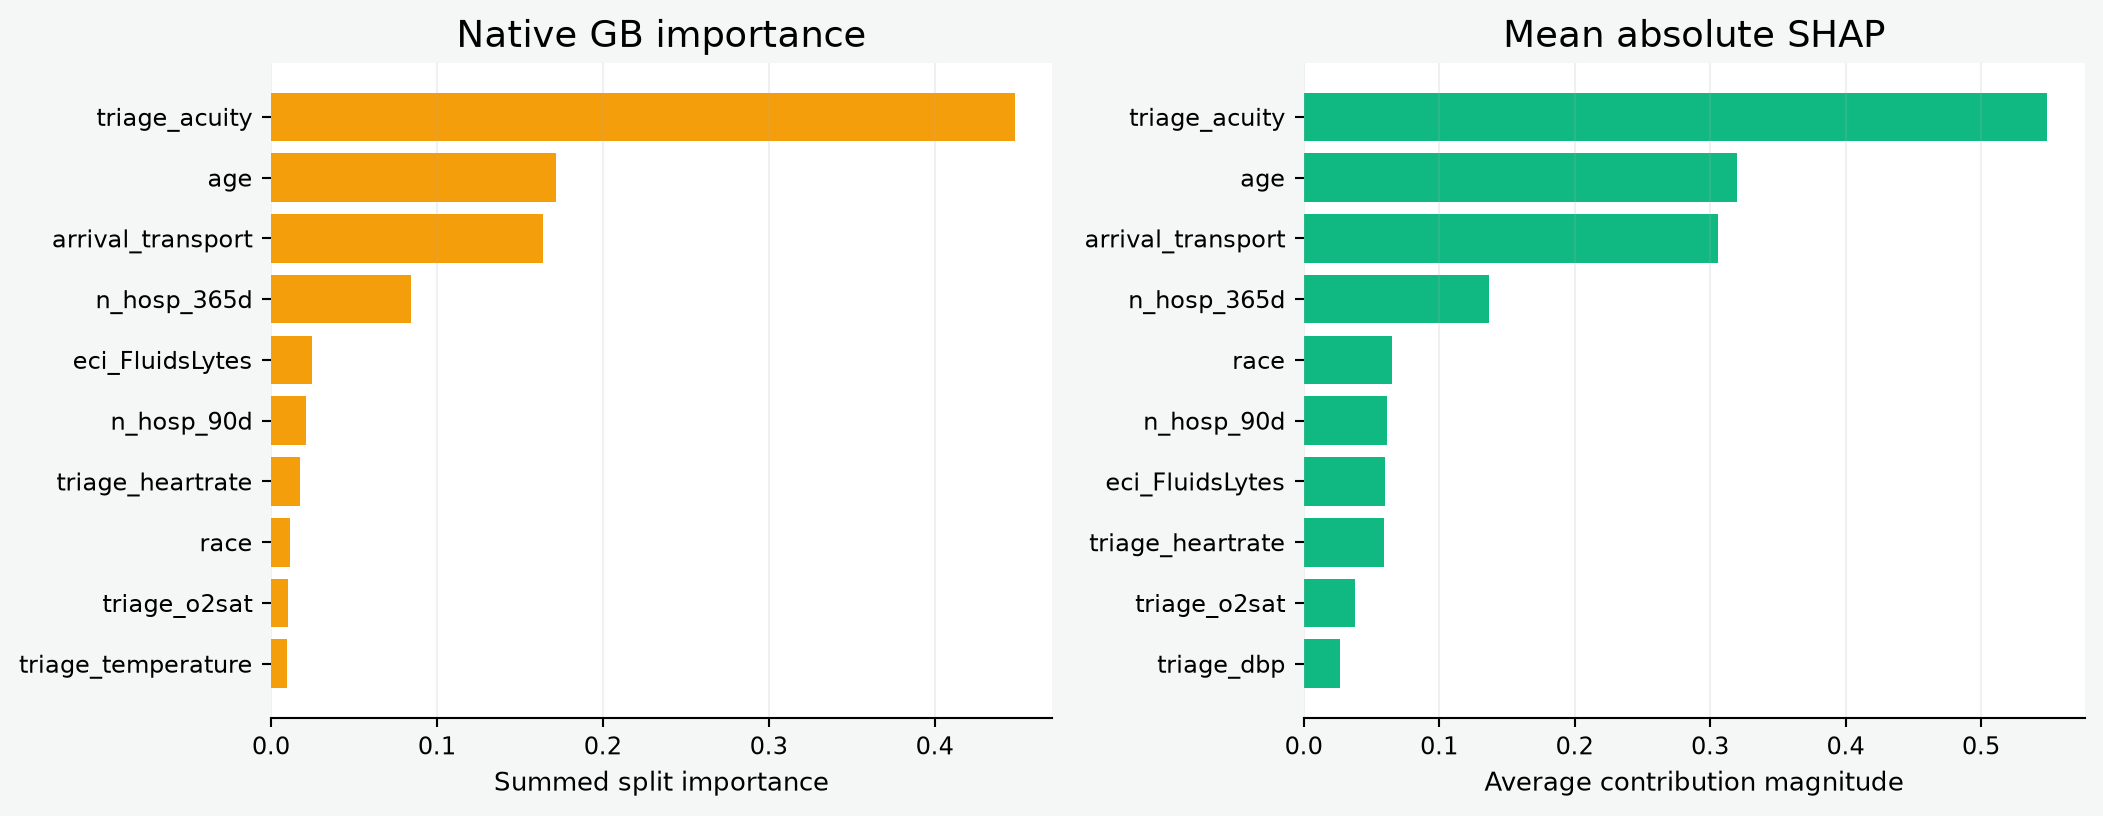 Native GB importance
triage_acuity
age
arrival_transport
n_hosp_365d
eci_FluidsLytes
n_hosp_90d
triage_heartrate
race
triage_o2sat
triage_temperature
0.0 0.1 0.2 0.3 0.4
Summed split importance
Mean absolute SHAP
triage_acuity
age
arrival_transport
n_hosp_365d
race
n_hosp_90d
eci_FluidsLytes
triage_heartrate
triage_o2sat
triage_dbp
0.0 0.1 0.2 0.3 0.4 0.5
Average contribution magnitude